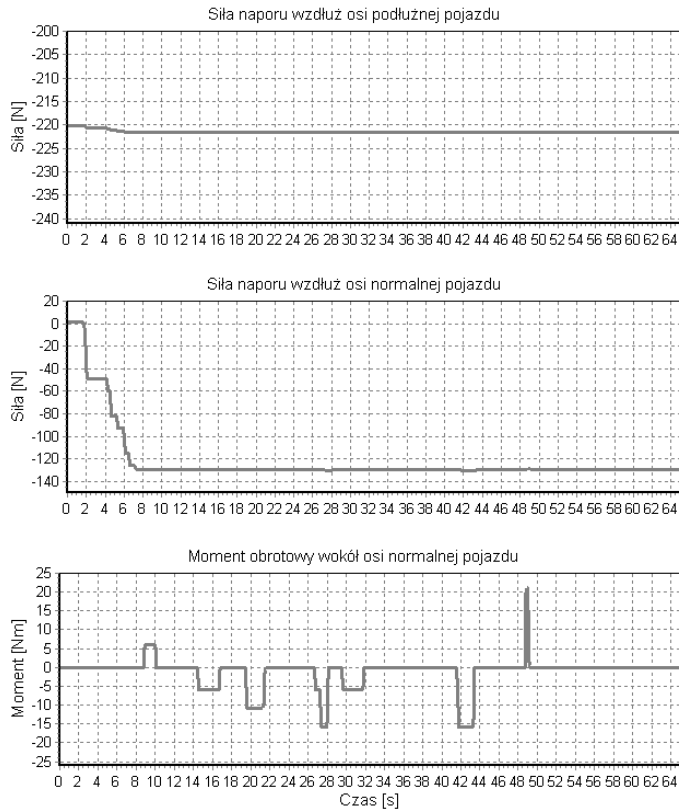 Siła naporu wzdłuż osi podłużnej pojazdu
-200
-205
-210
-215
-220
-225
-230
-235
-240
Siła [N]
0 2 4 6 8 10 12 14 16 18 20 22 24 26 28 30 32 34 36 38 40 42 44 46 48 50 52 54 56 58 60 62 64
Siła naporu wzdłuż osi normalnej pojazdu
20
0
-20
-40
-60
-80
-100
-120
-140
Siła [N]
0 2 4 6 8 10 12 14 16 18 20 22 24 26 28 30 32 34 36 38 40 42 44 46 48 50 52 54 56 58 60 62 64
Moment obrotowy wokół osi normalnej pojazdu
25
20
15
10
5
0
-5
-10
-15
-20
-25
Moment [Nm]
0 2 4 6 8 10 12 14 16 18 20 22 24 26 28 30 32 34 36 38 40 42 44 46 48 50 52 54 56 58 60 62 64
Czas [s]